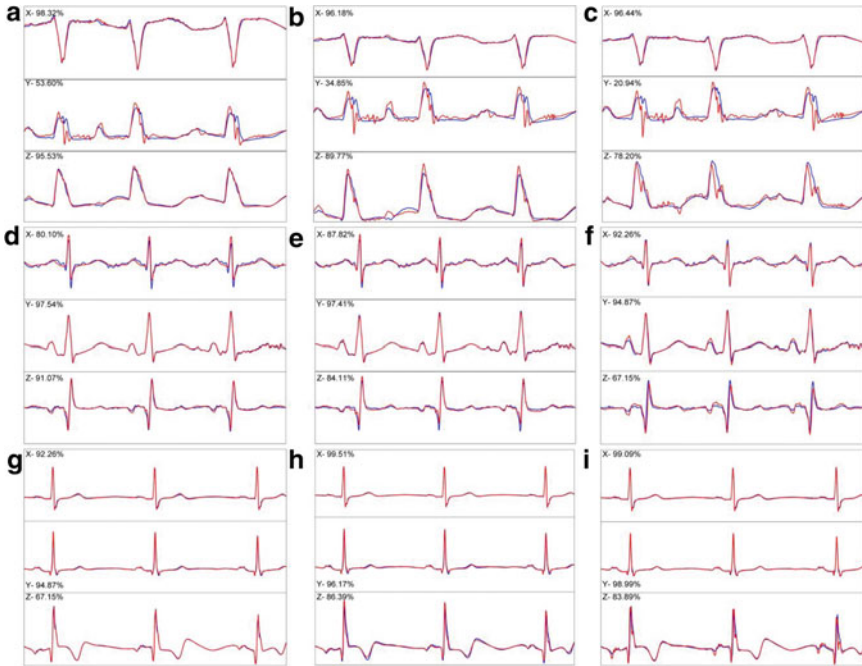 a
X- 98.32%
Y- 53.60%
Z- 95.53%
b
X- 96.18%
Y- 34.85%
Z- 89.77%
c
X- 96.44%
Y- 20.94%
Z- 78.20%
d
X- 80.10%
Y- 97.54%
Z- 91.07%
e
X- 87.82%
Y- 97.41%
Z- 84.11%
f
X- 92.26%
Y- 94.87%
Z- 67.15%
g
X- 92.26%
Y- 94.87%
Z- 67.15%
h
X- 99.51%
Y- 96.17%
Z- 86.39%
i
X- 99.09%
Y- 98.99%
Z- 83.89%